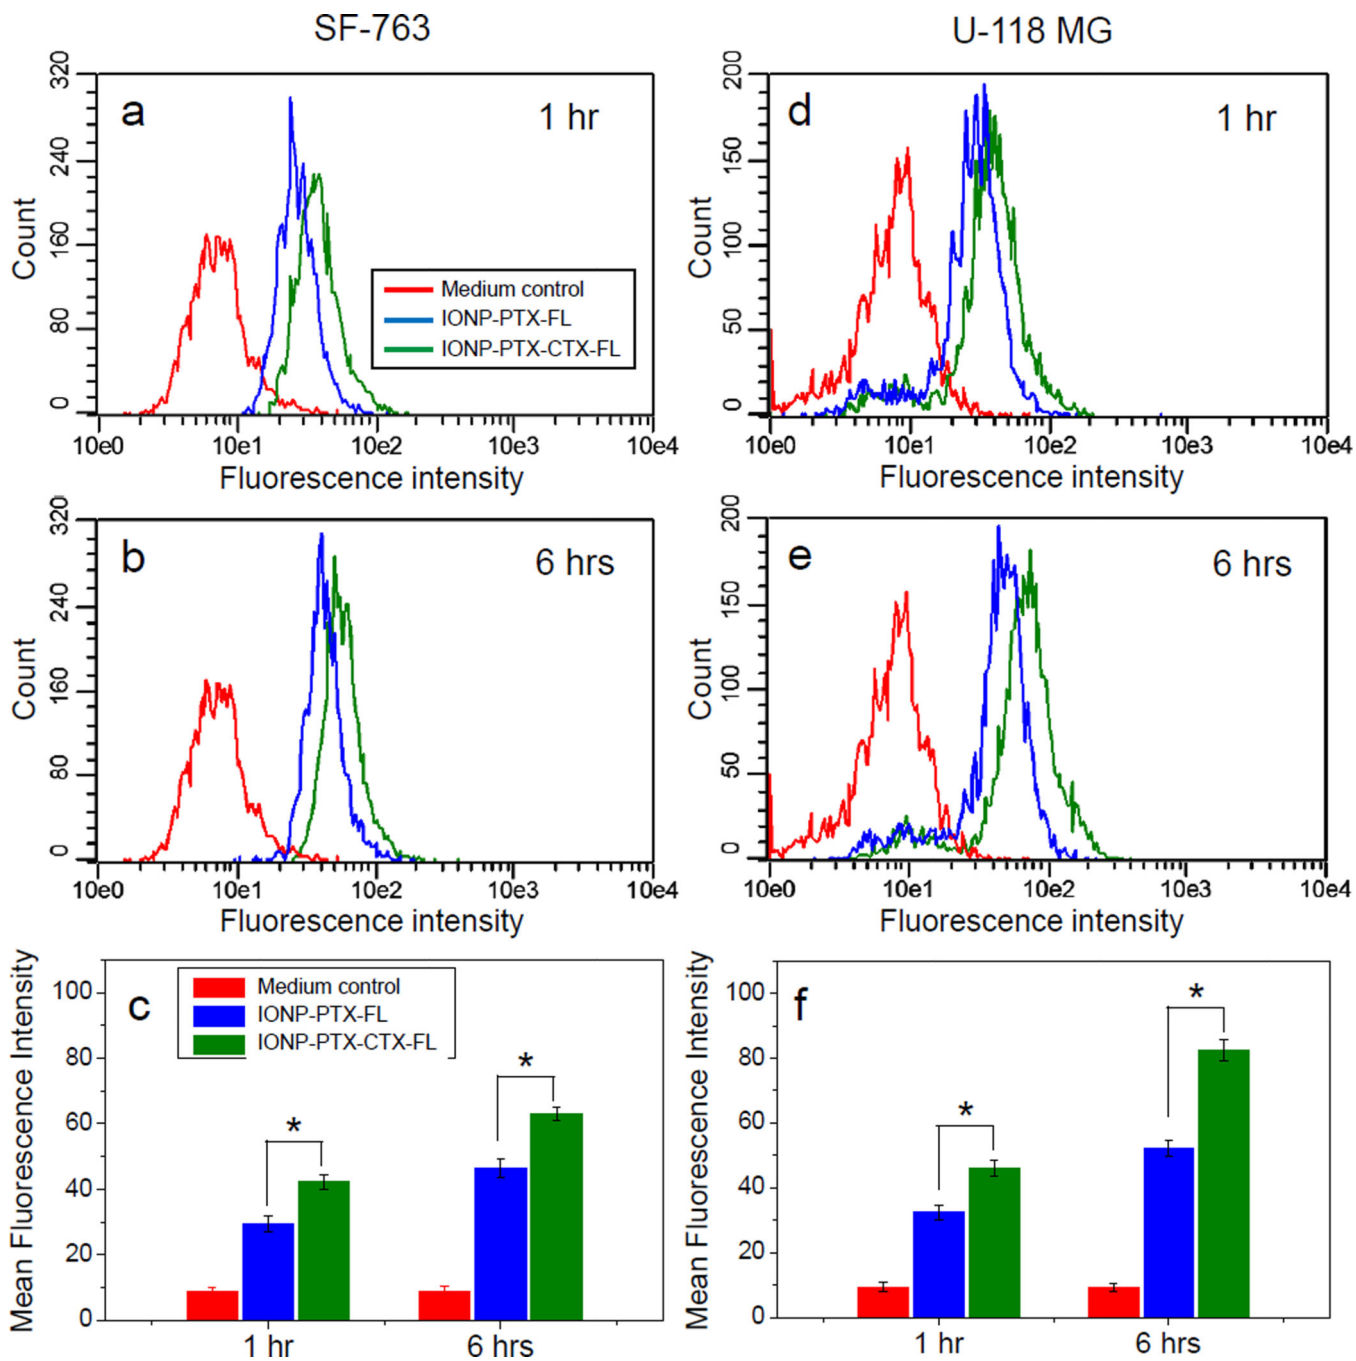 SF-763
U-118 MG
a
1 hr
320
240
160
80
0
Count
Medium control
IONP-PTX-FL
IONP-PTX-CTX-FL
10e0 10e1 10e2 10e3 10e4
Fluorescence intensity
d
1 hr
200
150
100
50
0
Count
10e0 10e1 10e2 10e3 10e4
Fluorescence intensity
b
6 hrs
320
240
160
80
0
Count
10e0 10e1 10e2 10e3 10e4
Fluorescence intensity
e
6 hrs
200
150
100
50
0
Count
10e0 10e1 10e2 10e3 10e4
Fluorescence intensity
c
Medium control
IONP-PTX-FL
IONP-PTX-CTX-FL
100
80
60
40
20
0
Mean Fluorescence Intensity
*
*
1 hr 6 hrs
f
100
80
60
40
20
0
Mean Fluorescence Intensity
*
*
1 hr 6 hrs